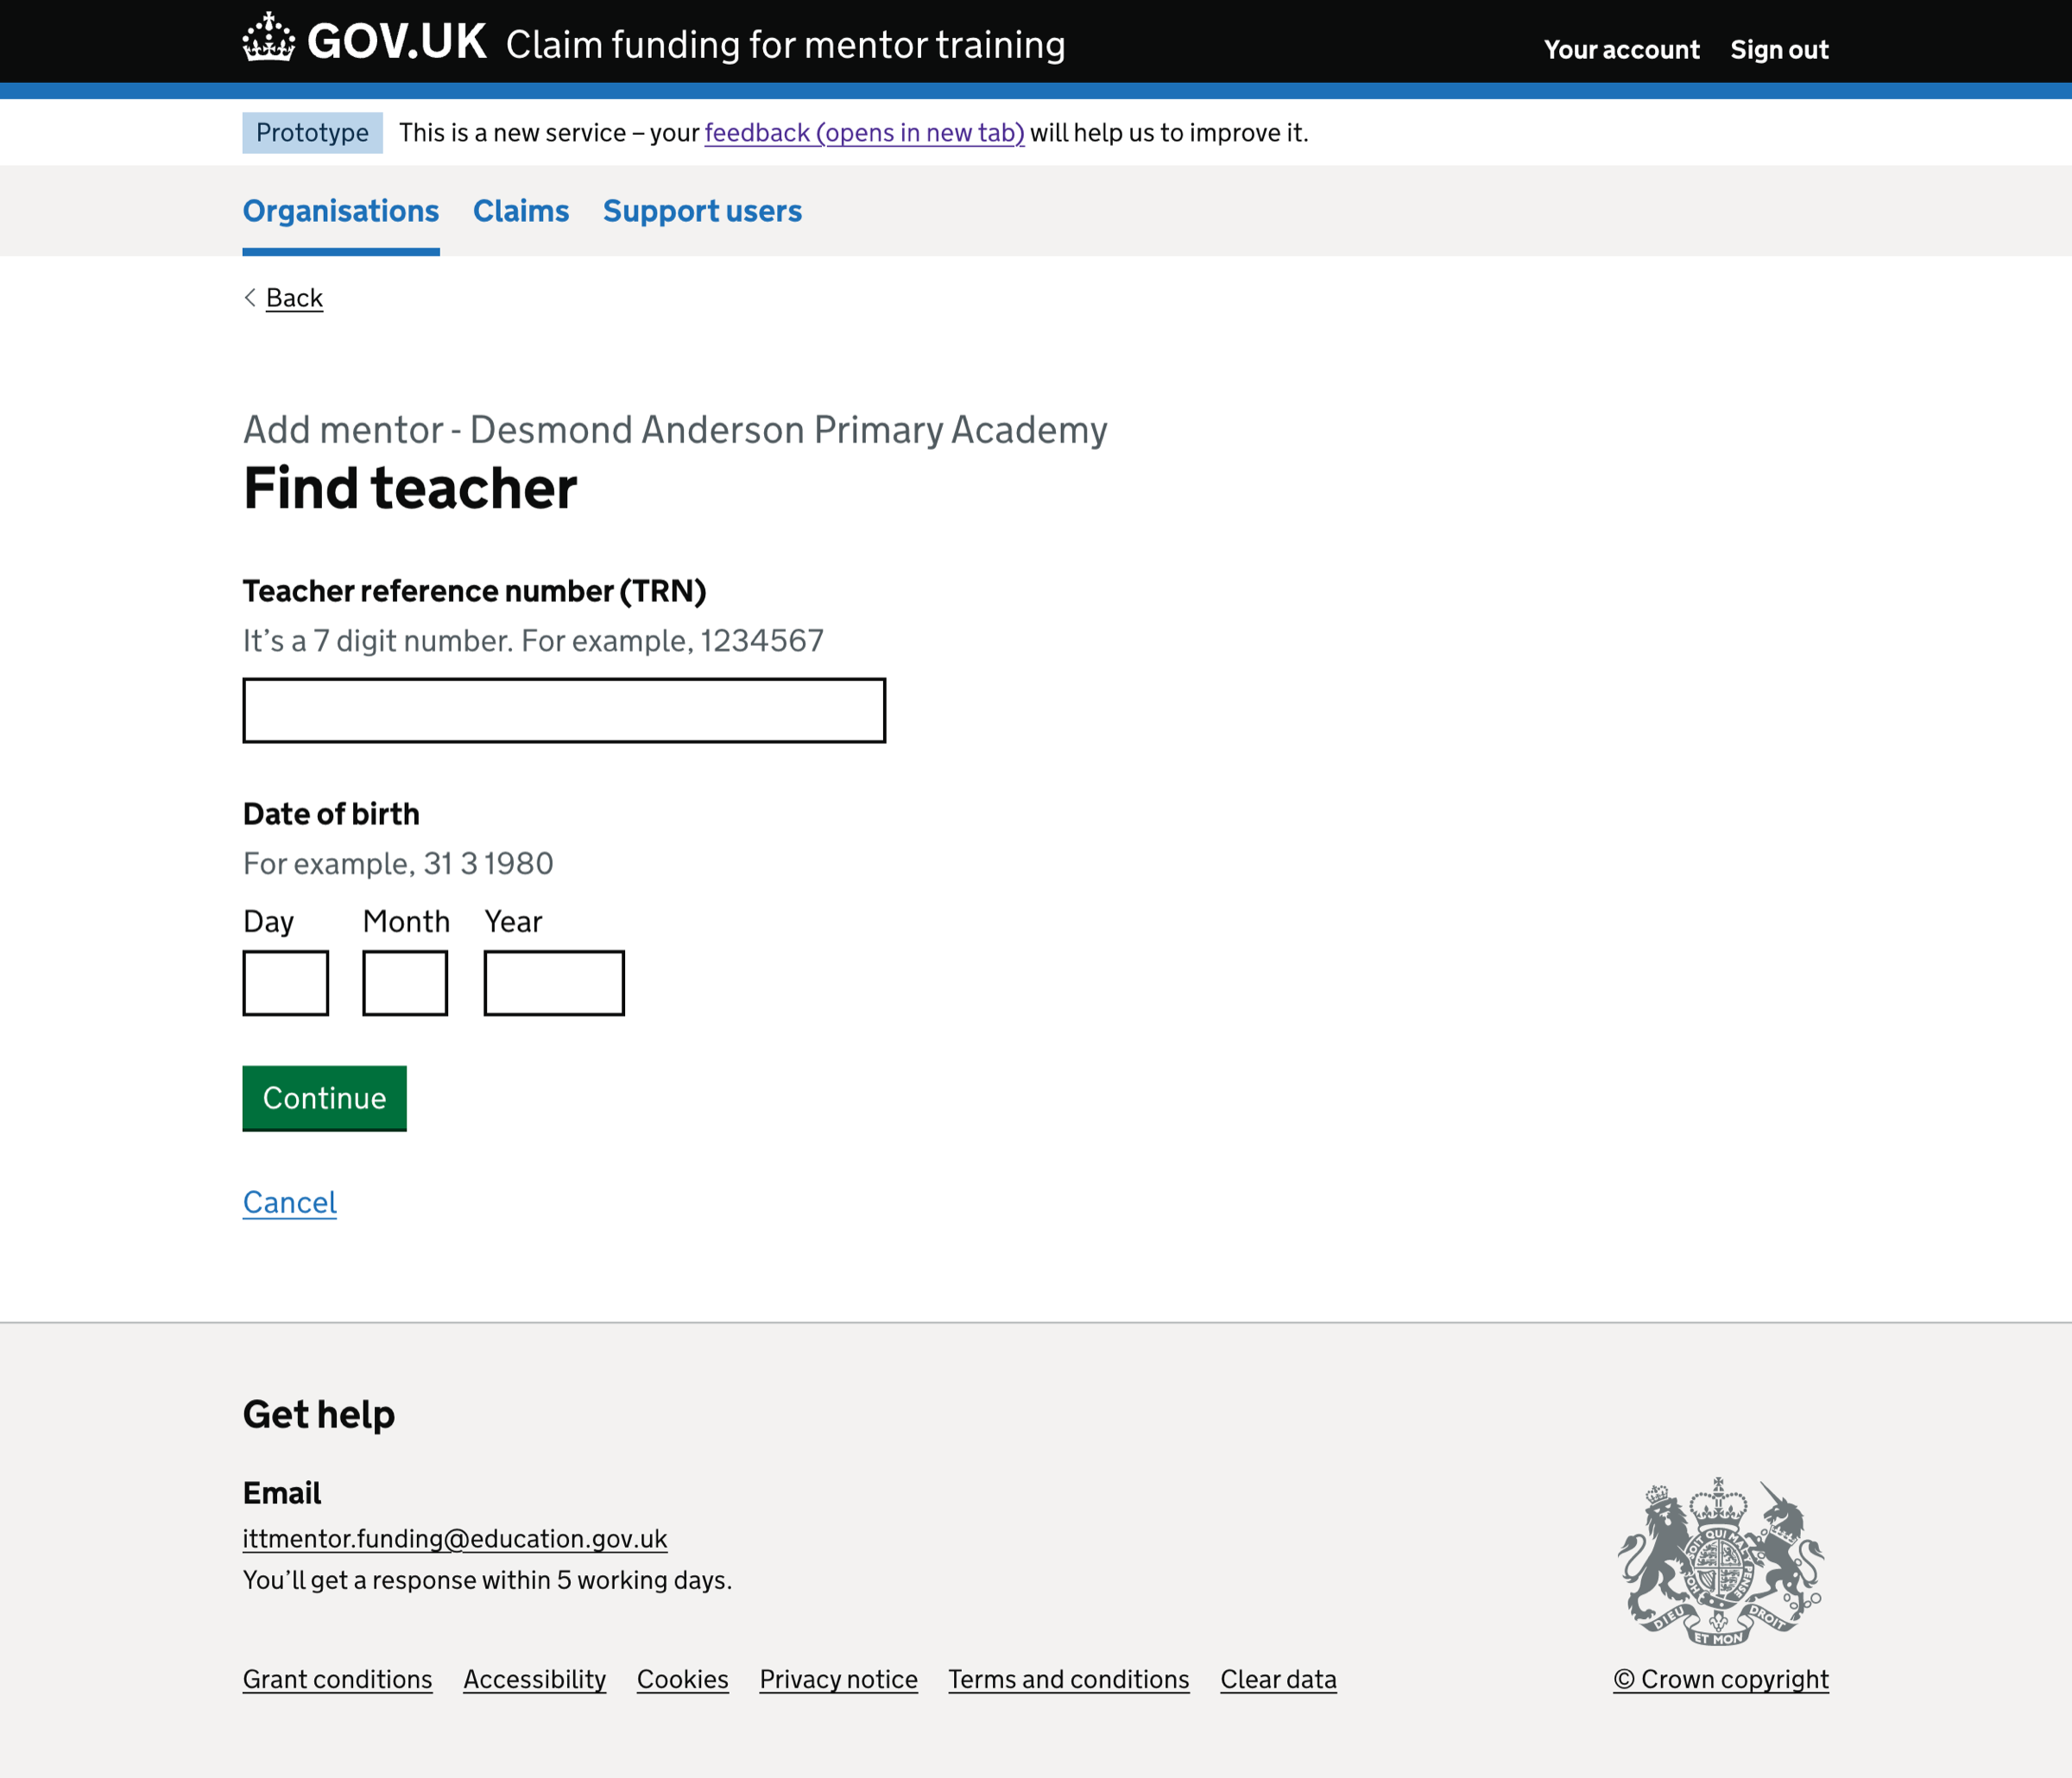 GOV.UK Claim funding for mentor training
Your account Sign out
Prototype This is a new service – your feedback (opens in new tab) will help us to improve it.
Organisations Claims Support users
Back
Add mentor - Desmond Anderson Primary Academy
Find teacher
Teacher reference number (TRN)
It’s a 7 digit number. For example, 1234567
Date of birth
For example, 31 3 1980
Day Month Year
Continue
Cancel
Get help
Email
ittmentor.funding@education.gov.uk
You’ll get a response within 5 working days.
SOIT QUI MAL
HON
PENSE
DIEU ET MON DROIT
Grant conditions Accessibility Cookies Privacy notice Terms and conditions Clear data
© Crown copyright